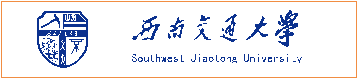 西南交通大學
Southwest Jiaotong University